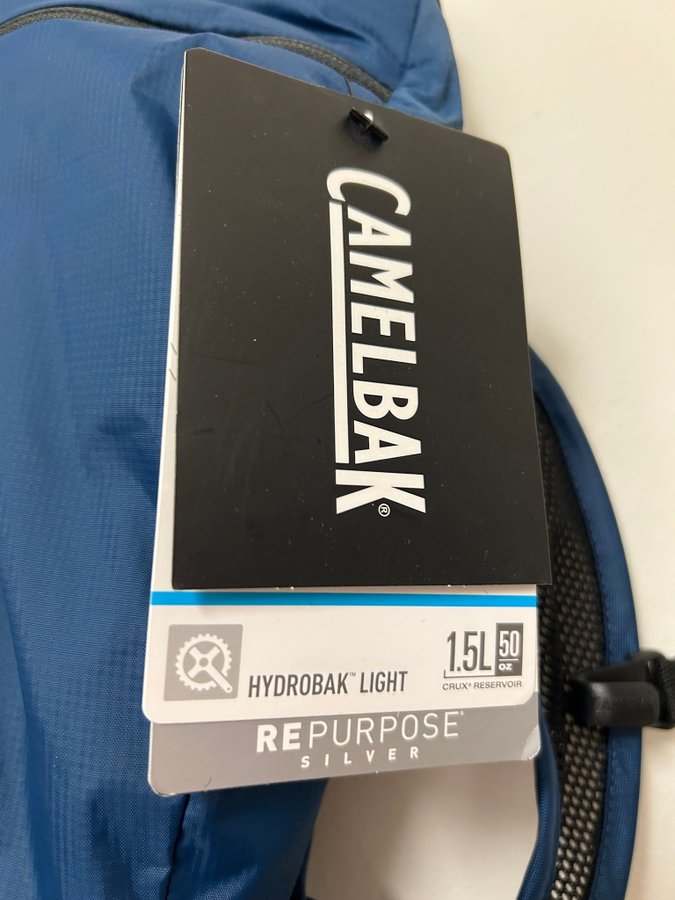 CAMELBAK®
HYDROBAK™ LIGHT
1.5L 50 OZ
CRUX® RESERVOIR
REPURPOSE®
SILVER